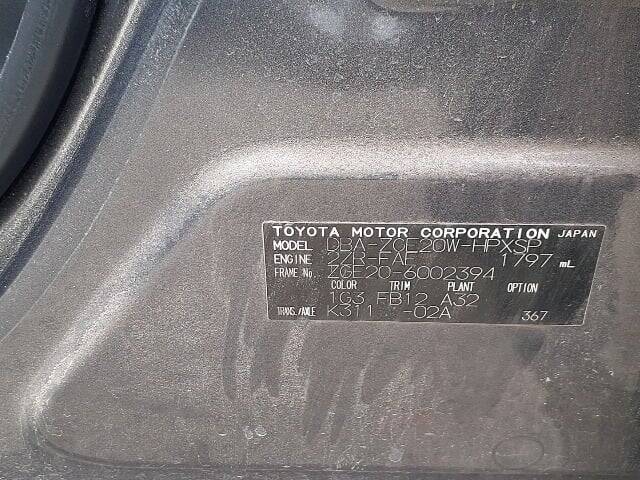 TOYOTA MOTOR CORPORATION JAPAN
MODEL DBA-ZGE20W-HPXSP
ENGINE 2ZR-FAE 1797 mL
FRAME No. ZGE20-6002394
COLOR TRIM PLANT OPTION
1G3 FB12 A32
TRANS./AXLE K311 -02A 367